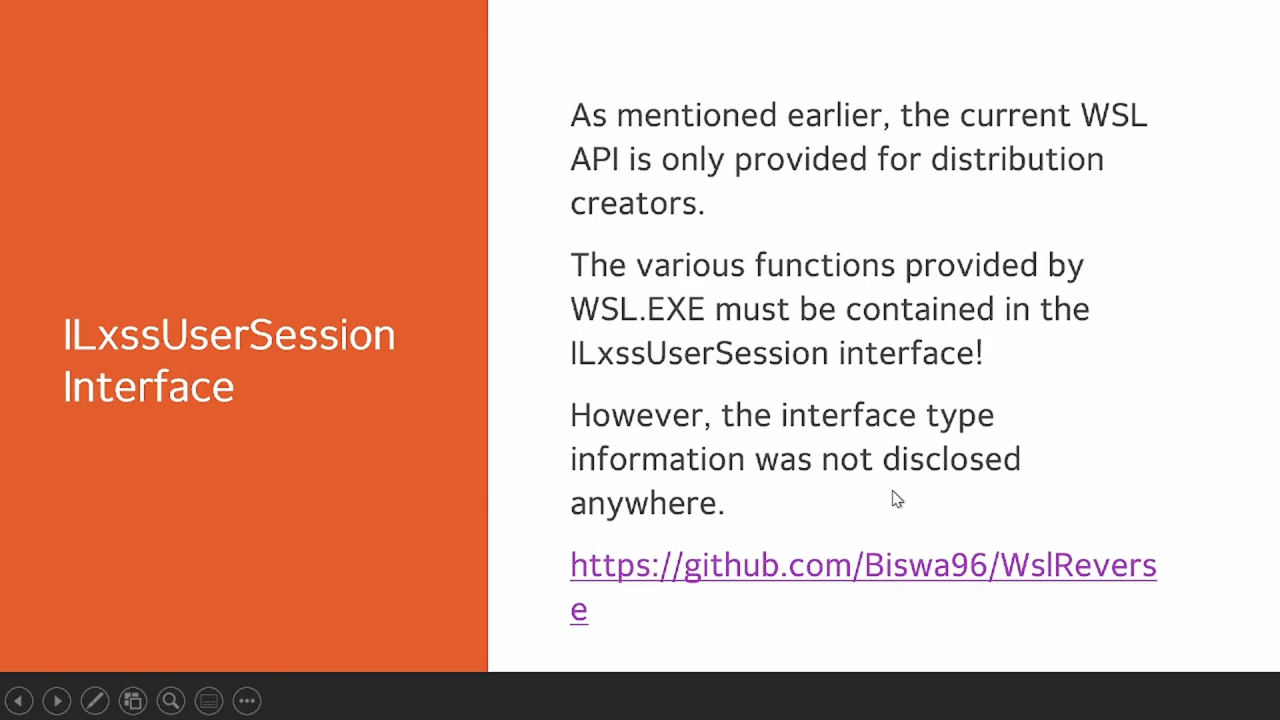 ILxssUserSession
Interface
As mentioned earlier, the current WSL
API is only provided for distribution
creators.
The various functions provided by
WSL.EXE must be contained in the
ILxssUserSession interface!
However, the interface type
information was not disclosed
anywhere.
https://github.com/Biswa96/WslRevers
e